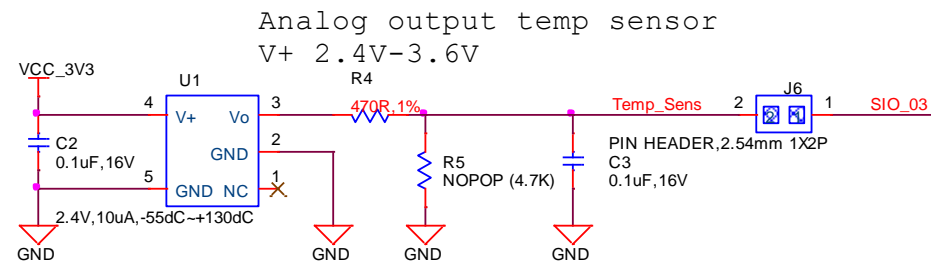 Analog output temp sensor
V+ 2.4V-3.6V
VCC_3V3
U1
R4
J6
4
V+
Vo
3
470R,1%
Temp_Sens
2
1
SIO_03
C2
0.1uF,16V
GND
2
R5
NOPOP (4.7K)
PIN HEADER,2.54mm 1X2P
C3
0.1uF,16V
5
GND
NC
1
2.4V,10uA,-55dC~+130dC
GND
GND
GND
GND